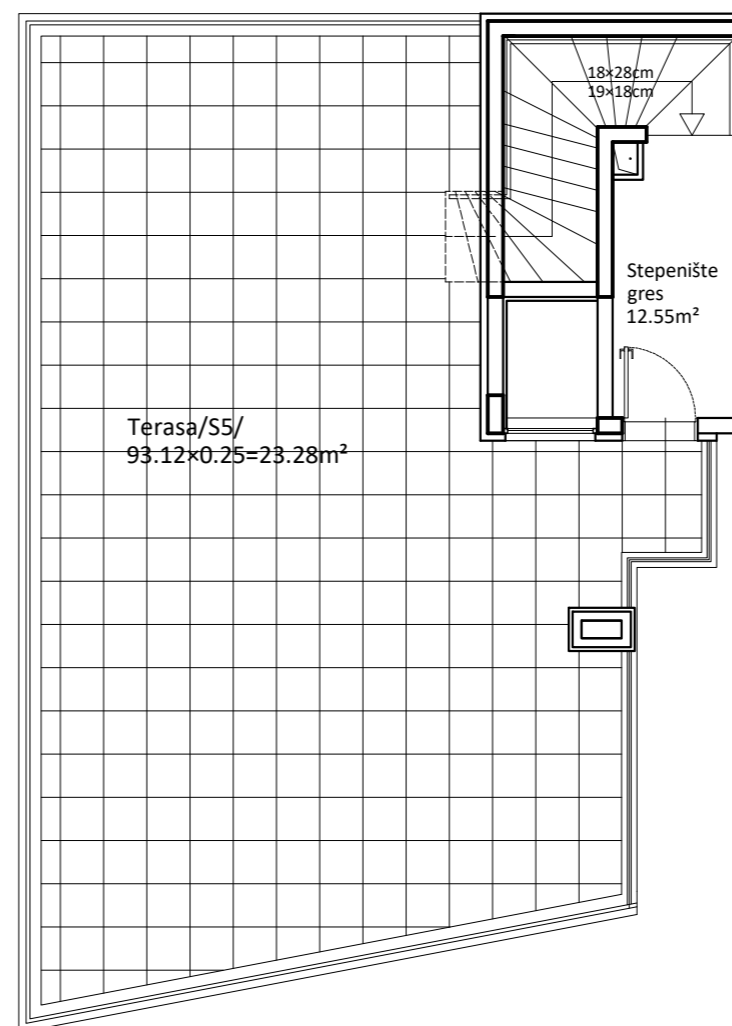 18×28cm
19×18cm
Stepenište
gres
12.55m²
Terasa/S5/
93.12×0.25=23.28m²